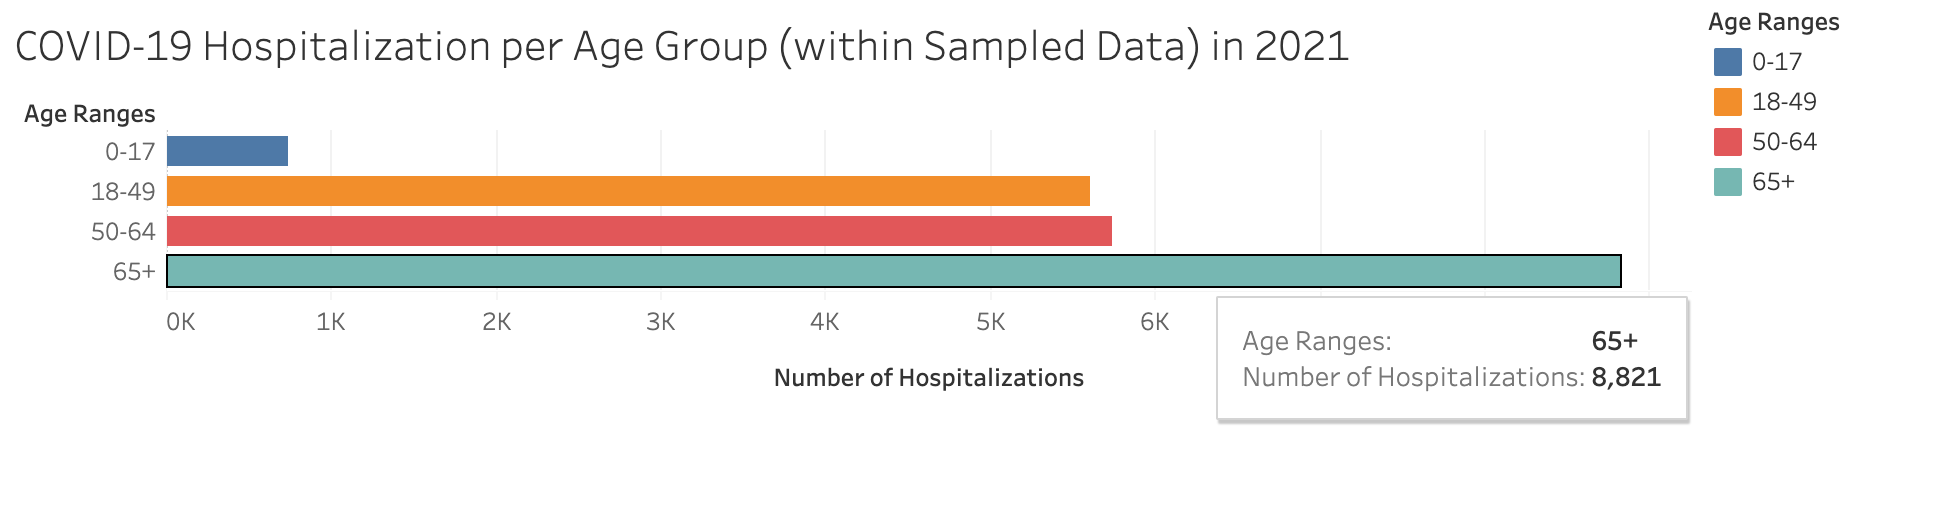 COVID-19 Hospitalization per Age Group (within Sampled Data) in 2021
Age Ranges
0-17
18-49
50-64
65+
0K 1K 2K 3K 4K 5K 6K
Number of Hospitalizations
Age Ranges: 65+
Number of Hospitalizations: 8,821
Age Ranges
0-17
18-49
50-64
65+